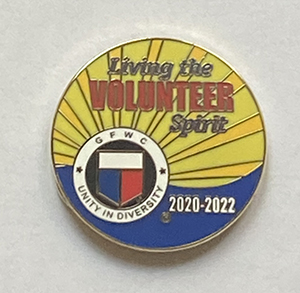 Living the
VOLUNTEER
Spirit
GFWC
UNITY IN DIVERSITY
2020-2022